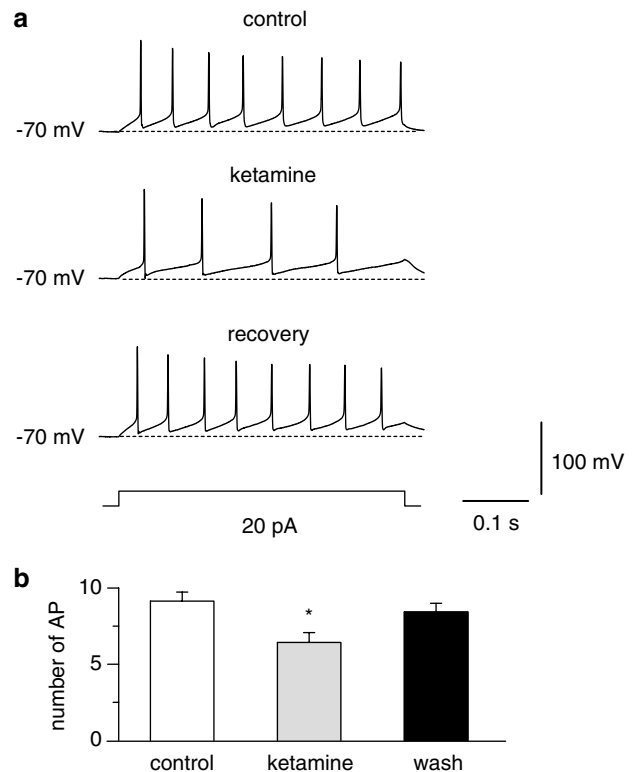 a
control
-70 mV
ketamine
-70 mV
recovery
-70 mV
100 mV
20 pA
0.1 s
b
10
*
number of AP
5
0
control ketamine wash